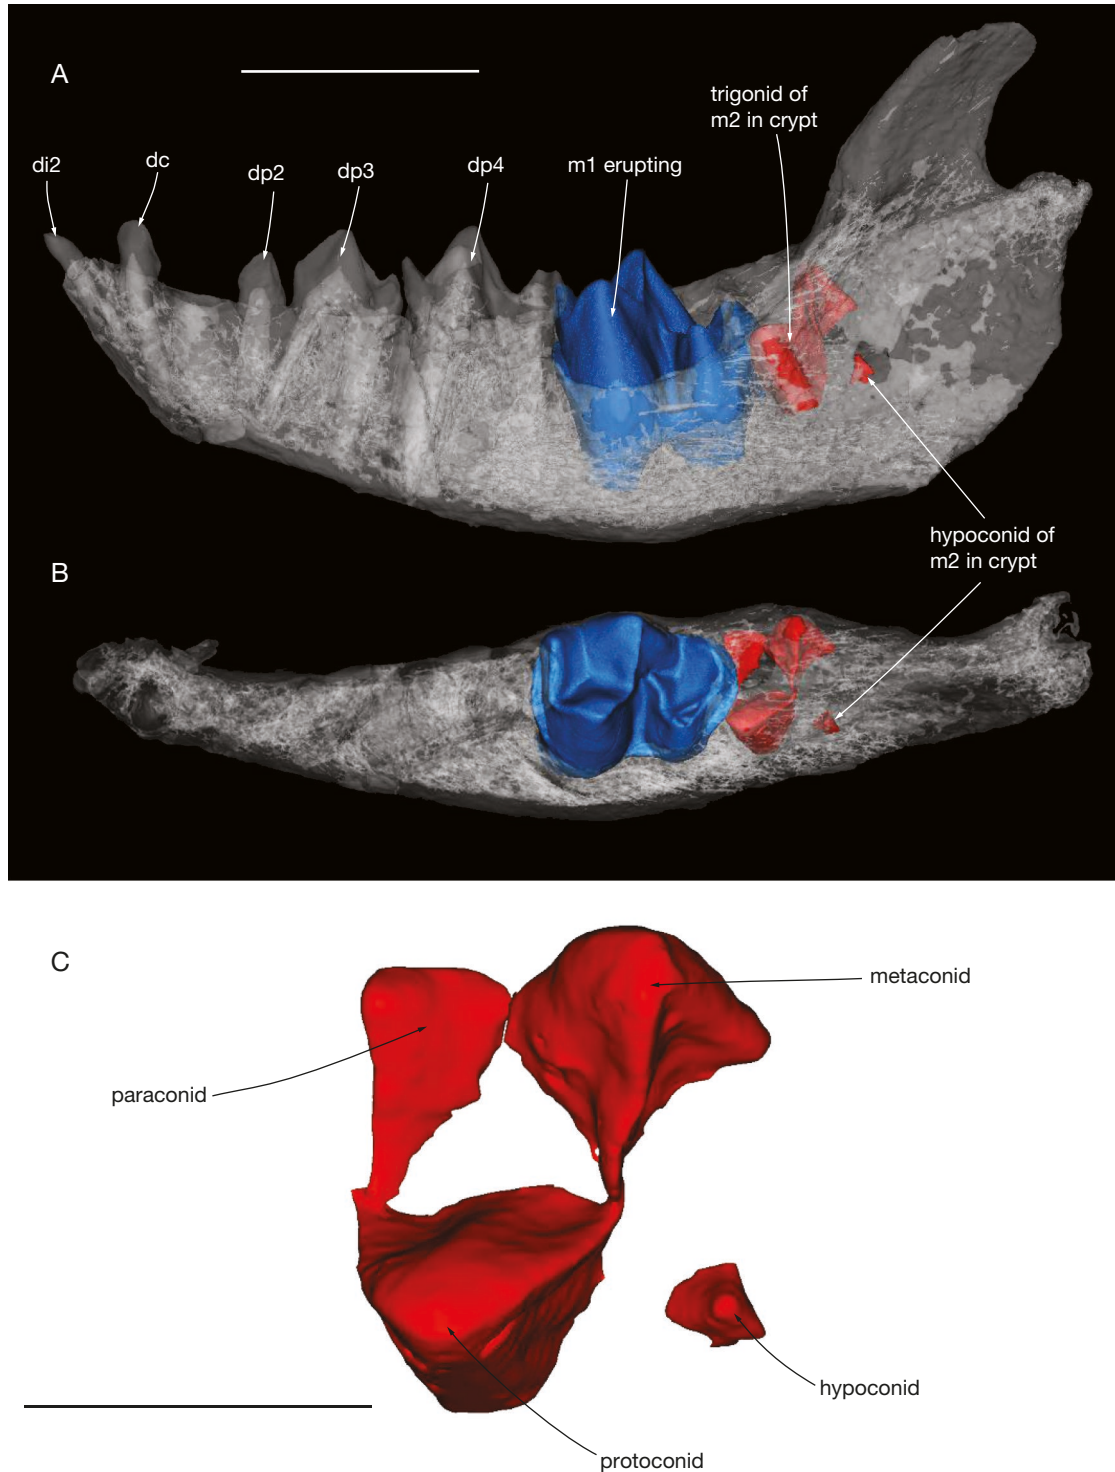 A
trigonid of
m2 in crypt
di2
dc
dp2
dp3
dp4
m1 erupting
hypoconid of
m2 in crypt
B
C
metaconid
paraconid
hypoconid
protoconid